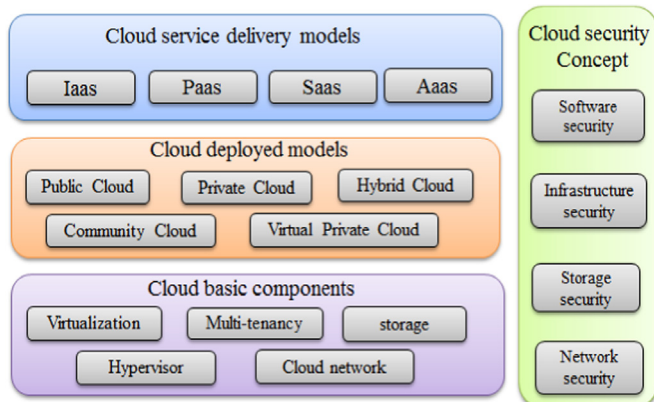 Cloud service delivery models
Iaas
Paas
Saas
Aaas
Cloud deployed models
Public Cloud
Private Cloud
Hybrid Cloud
Community Cloud
Virtual Private Cloud
Cloud basic components
Virtualization
Multi-tenancy
storage
Hypervisor
Cloud network
Cloud security
Concept
Software
security
Infrastructure
security
Storage
security
Network
security